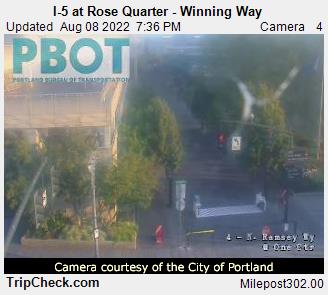 I-5 at Rose Quarter - Winning Way
Updated Aug 08 2022 7:36 PM Camera 4
PBOT
PORTLAND BUREAU OF TRANSPORTATION
4 - N. Ramsey Wy
W One Ctr
Camera courtesy of the City of Portland
TripCheck.com Milepost302.00